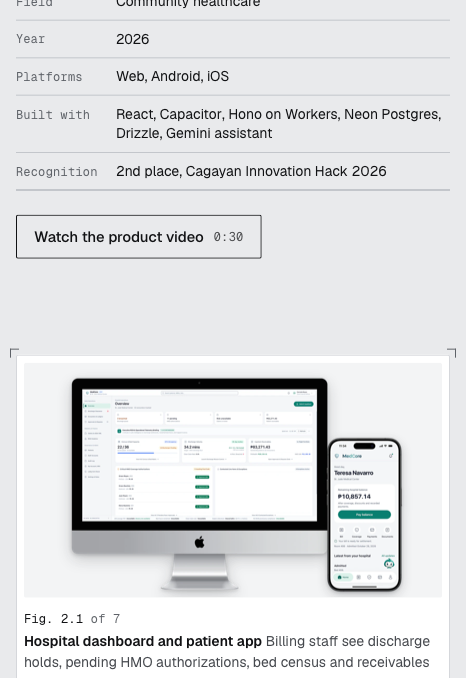 Field Community healthcare
Year 2026
Platforms Web, Android, iOS
Built with React, Capacitor, Hono on Workers, Neon Postgres,
Drizzle, Gemini assistant
Recognition 2nd place, Cagayan Innovation Hack 2026
Watch the product video 0:30
Teresa Navarro
₱10,857.14
Fig. 2.1 of 7
Hospital dashboard and patient app Billing staff see discharge
holds, pending HMO authorizations, bed census and receivables